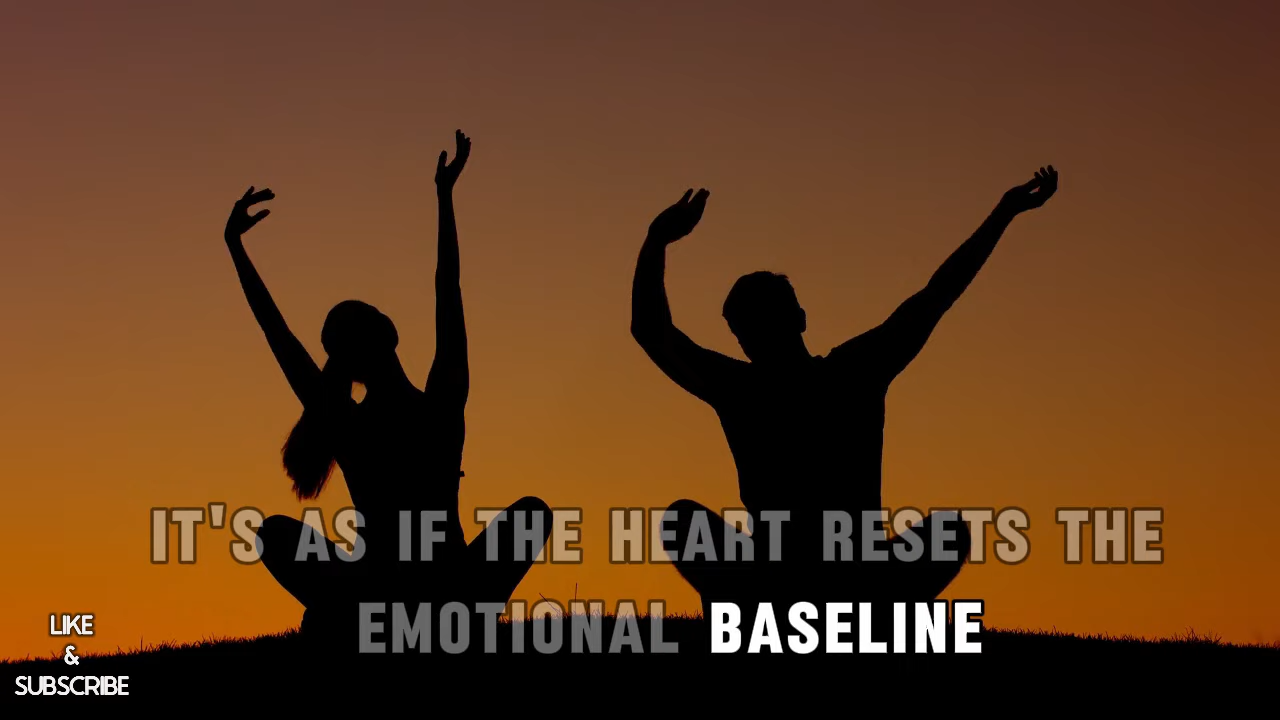 IT'S AS IF THE HEART RESETS THE
EMOTIONAL BASELINE
LIKE
&
SUBSCRIBE